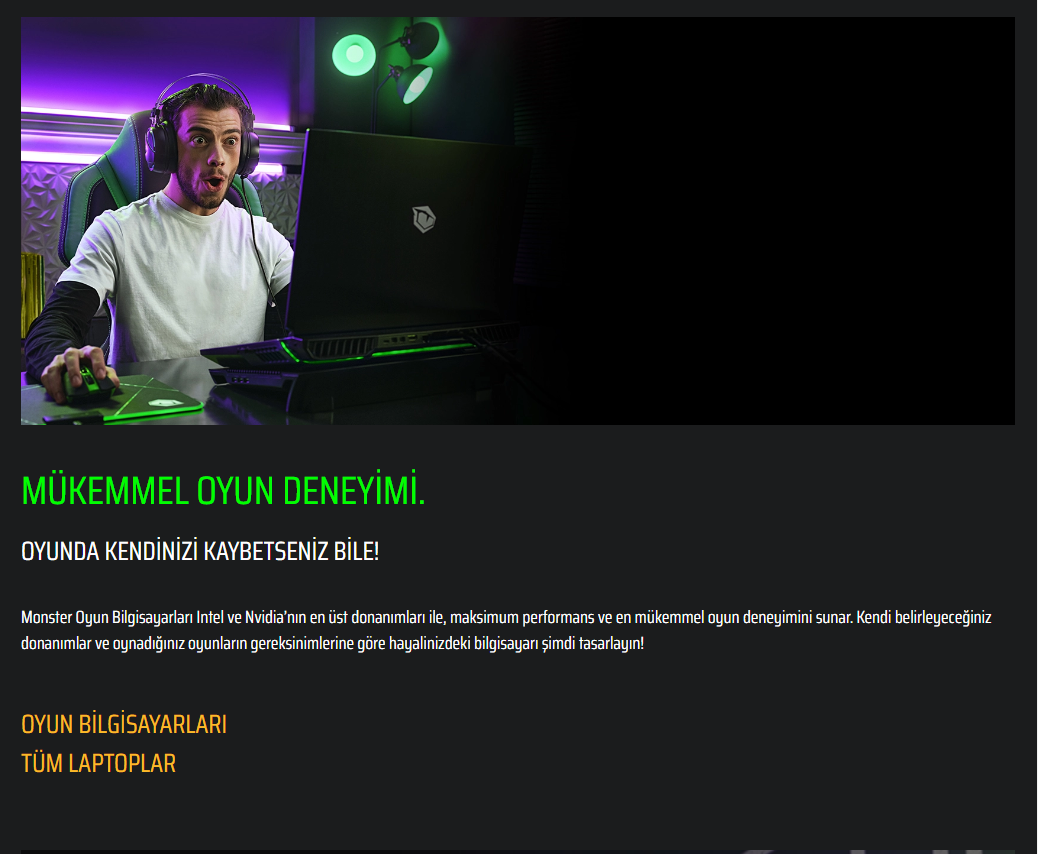 MÜKEMMEL OYUN DENEYİMİ.
OYUNDA KENDİNİZİ KAYBETSENİZ BİLE!
Monster Oyun Bilgisayarları Intel ve Nvidia'nın en üst donanımları ile, maksimum performans ve en mükemmel oyun deneyimini sunar. Kendi belirleyeceğiniz
donanımlar ve oynadığınız oyunların gereksinimlerine göre hayalinizdeki bilgisayarı şimdi tasarlayın!
OYUN BİLGİSAYARLARI
TÜM LAPTOPLAR